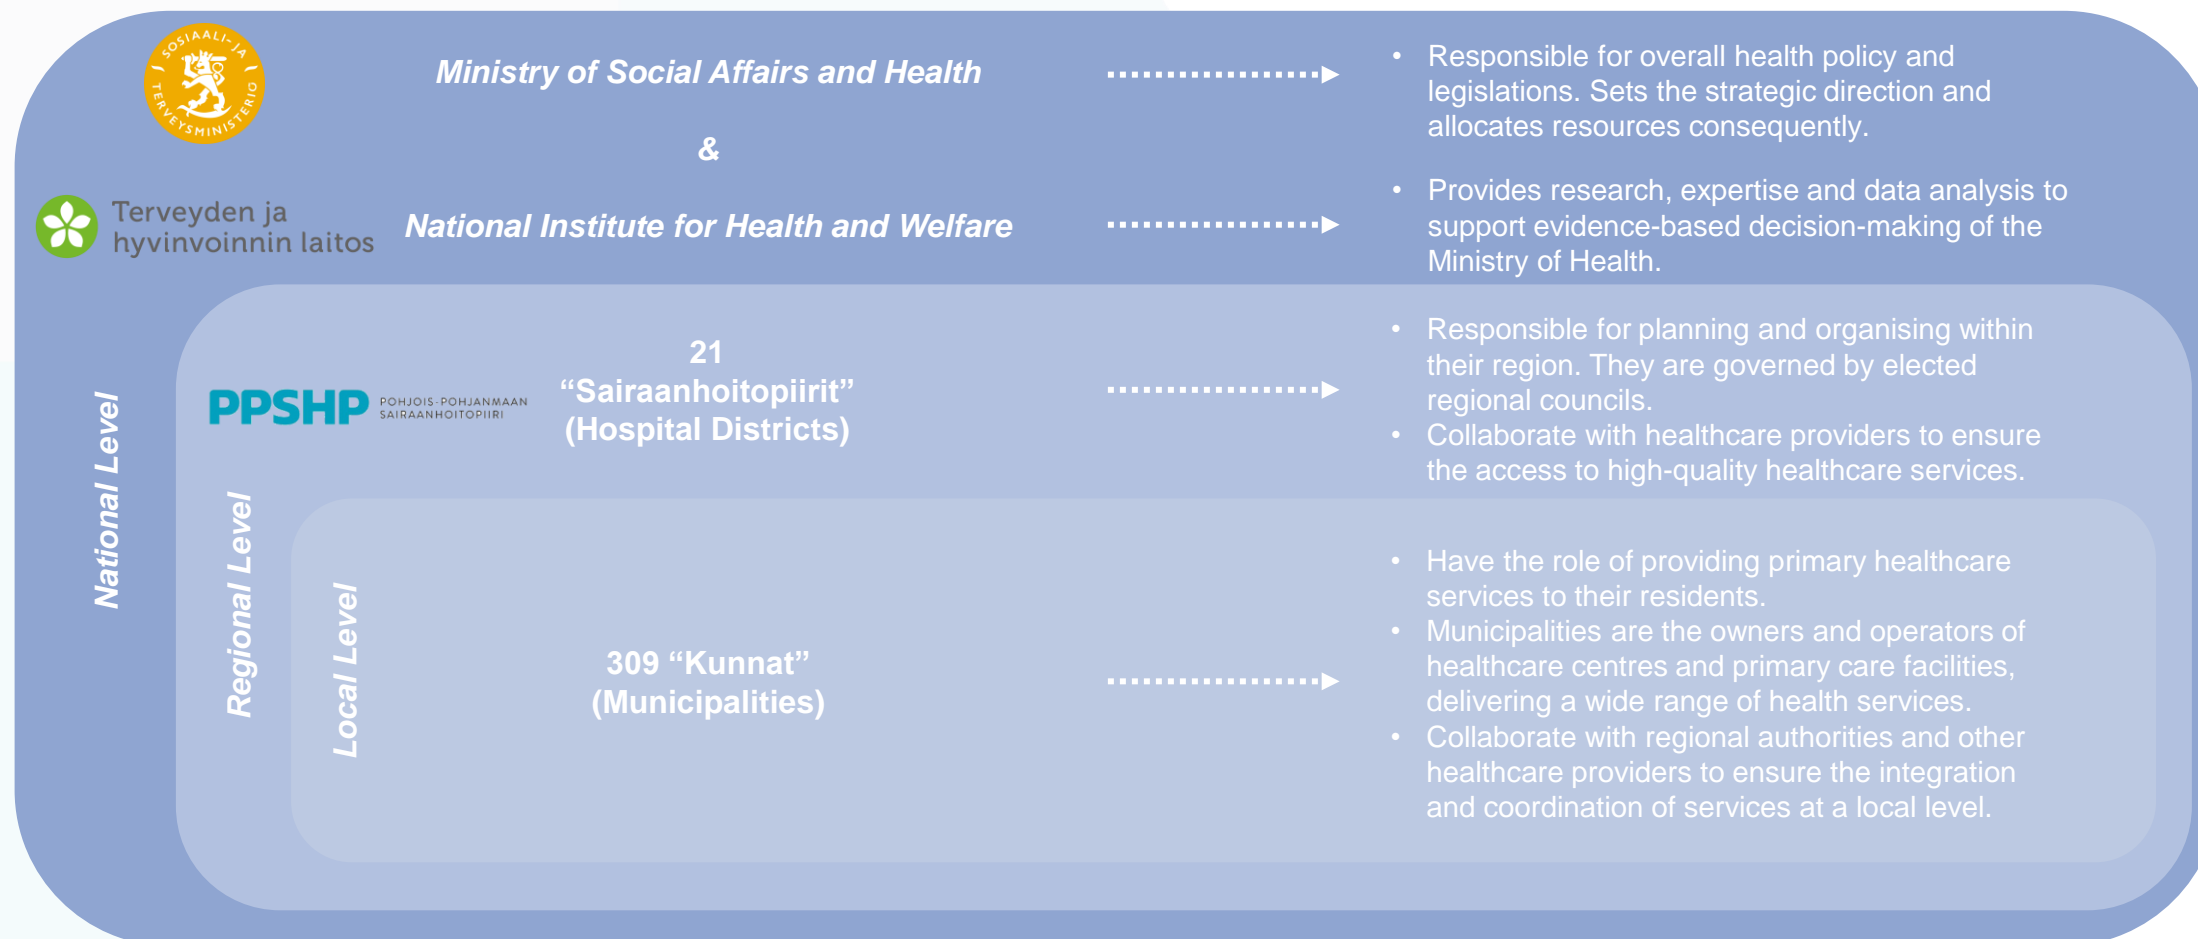 SOSIAALI- JA
TERVEYSMINISTERIÖ
Ministry of Social Affairs and Health
• Responsible for overall health policy and
legislations. Sets the strategic direction and
allocates resources consequently.
&
Terveyden ja
hyvinvoinnin laitos
National Institute for Health and Welfare
• Provides research, expertise and data analysis to
support evidence-based decision-making of the
Ministry of Health.
National Level
Regional Level
PPSHP
POHJOIS-POHJANMAAN
SAIRAANHOITOPIIRI
21
“Sairaanhoitopiirit”
(Hospital Districts)
• Responsible for planning and organising within
their region. They are governed by elected
regional councils.
• Collaborate with healthcare providers to ensure
the access to high-quality healthcare services.
Local Level
309 “Kunnat”
(Municipalities)
• Have the role of providing primary healthcare
services to their residents.
• Municipalities are the owners and operators of
healthcare centres and primary care facilities,
delivering a wide range of health services.
• Collaborate with regional authorities and other
healthcare providers to ensure the integration
and coordination of services at a local level.